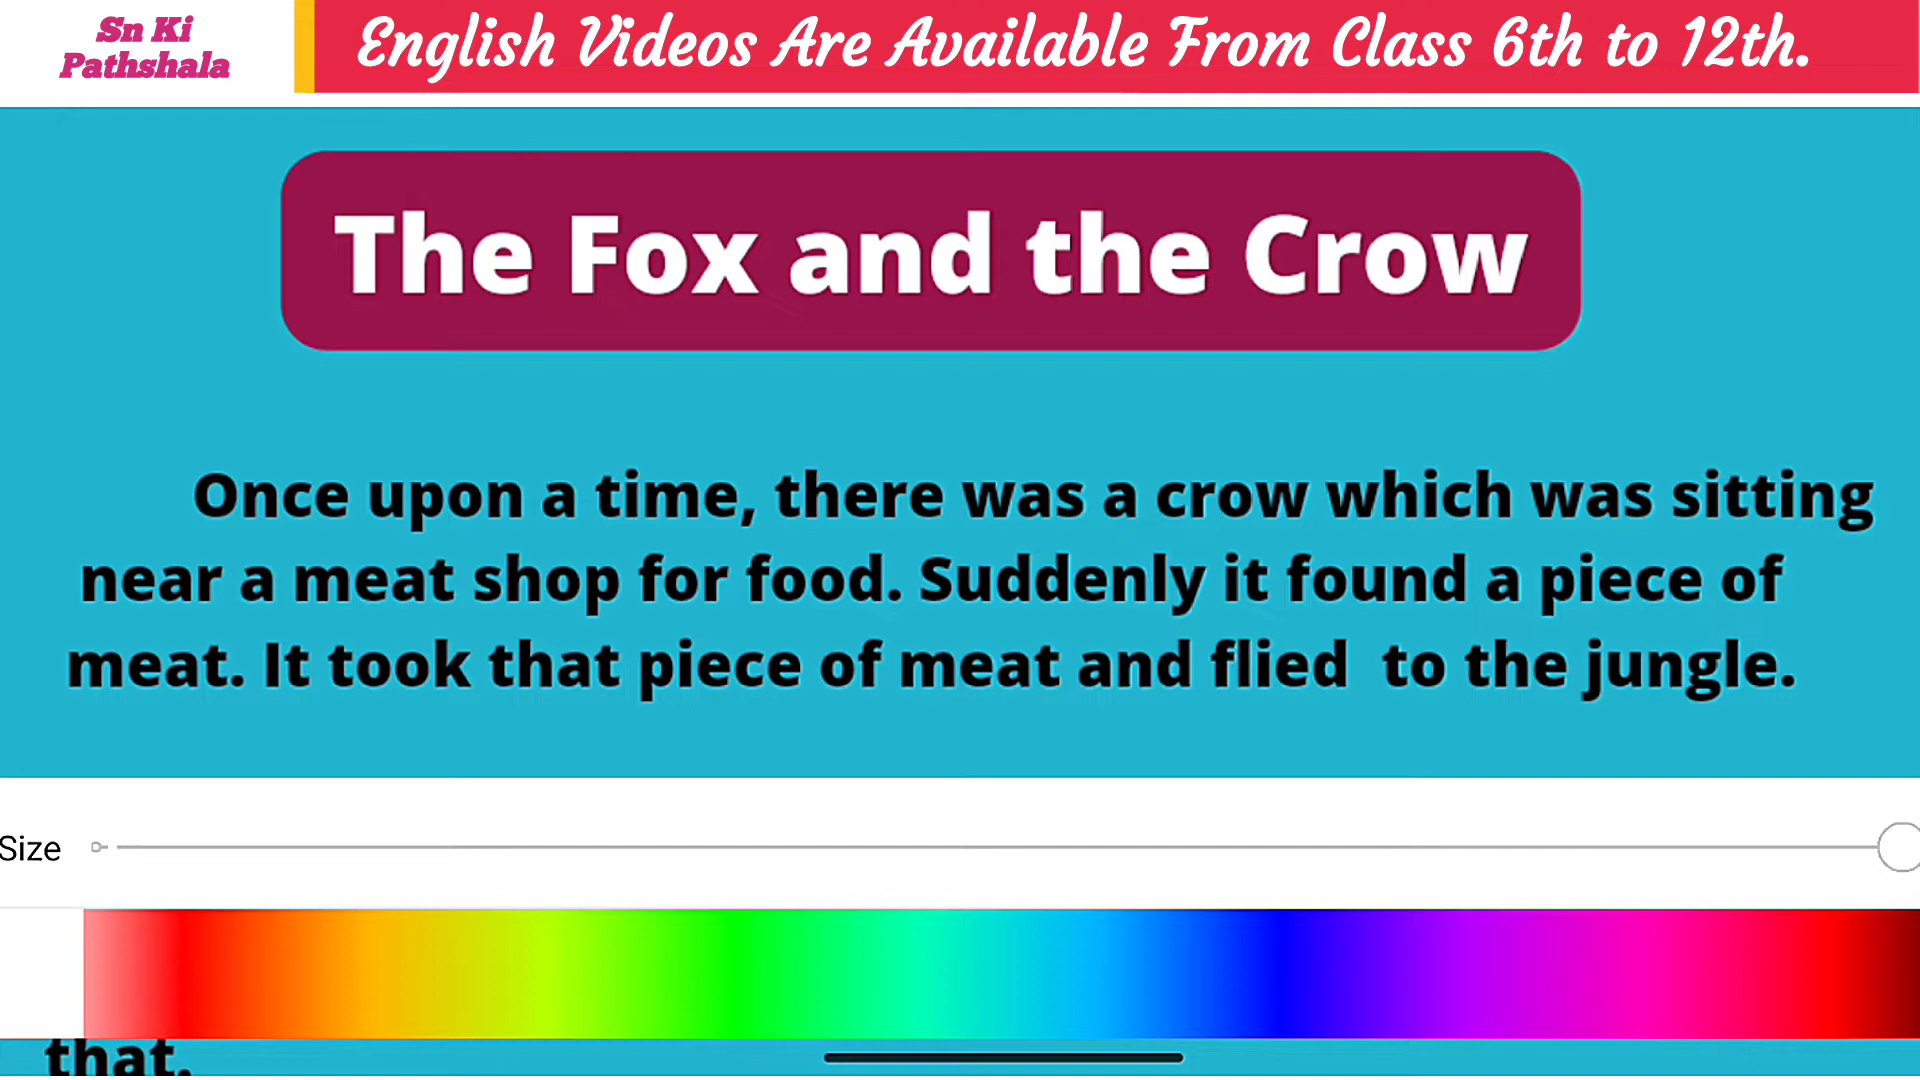 Sn Ki
Pathshala
English Videos Are Available From Class 6th to 12th.
The Fox and the Crow
Once upon a time, there was a crow which was sitting
near a meat shop for food. Suddenly it found a piece of
meat. It took that piece of meat and flied to the jungle.
Size
that.